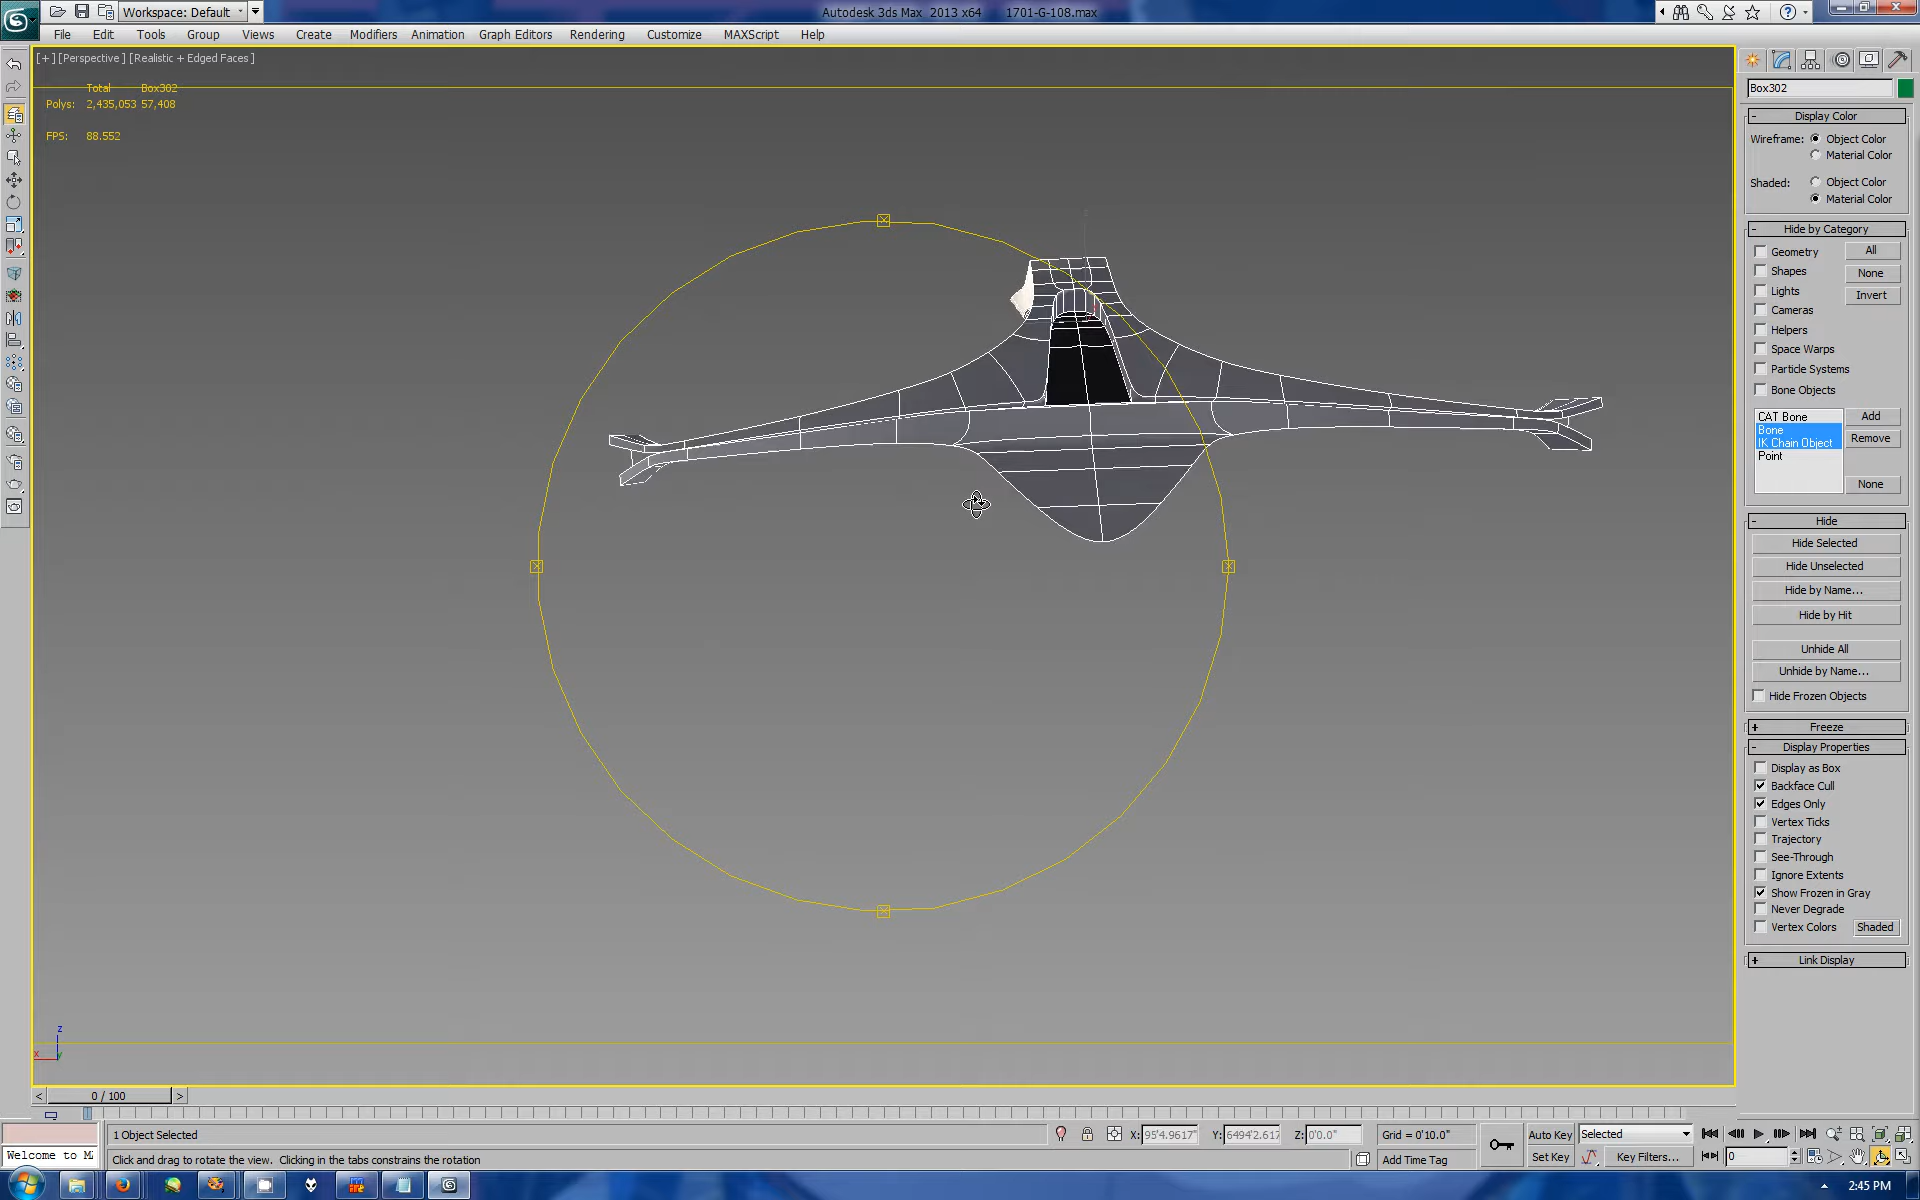 Workspace: Default
Autodesk 3ds Max 2013 x64 1701-G-108.max
File Edit Tools Group Views Create Modifiers Animation Graph Editors Rendering Customize MAXScript Help
[+] [Perspective] [Realistic + Edged Faces]
Total Box302
Polys: 2,435,053 57,408
FPS: 88.552
Box302
- Display Color
Wireframe: Object Color
Material Color
Shaded: Object Color
Material Color
- Hide by Category
Geometry All
Shapes None
Lights Invert
Cameras
Helpers
Space Warps
Particle Systems
Bone Objects
CAT Bone Add
Bone
IK Chain Object Remove
Point
None
- Hide
Hide Selected
Hide Unselected
Hide by Name...
Hide by Hit
Unhide All
Unhide by Name...
Hide Frozen Objects
+ Freeze
- Display Properties
Display as Box
Backface Cull
Edges Only
Vertex Ticks
Trajectory
See-Through
Ignore Extents
Show Frozen in Gray
Never Degrade
Vertex Colors Shaded
+ Link Display
z
x y
< 0 / 100 >
1 Object Selected X: 95'4.9617" Y: 6494'2.617 Z: 0'0.0" Grid = 0'10.0" Auto Key Selected
Welcome to MA Click and drag to rotate the view. Clicking in the tabs constrains the rotation Add Time Tag Set Key Key Filters... 0
2:45 PM